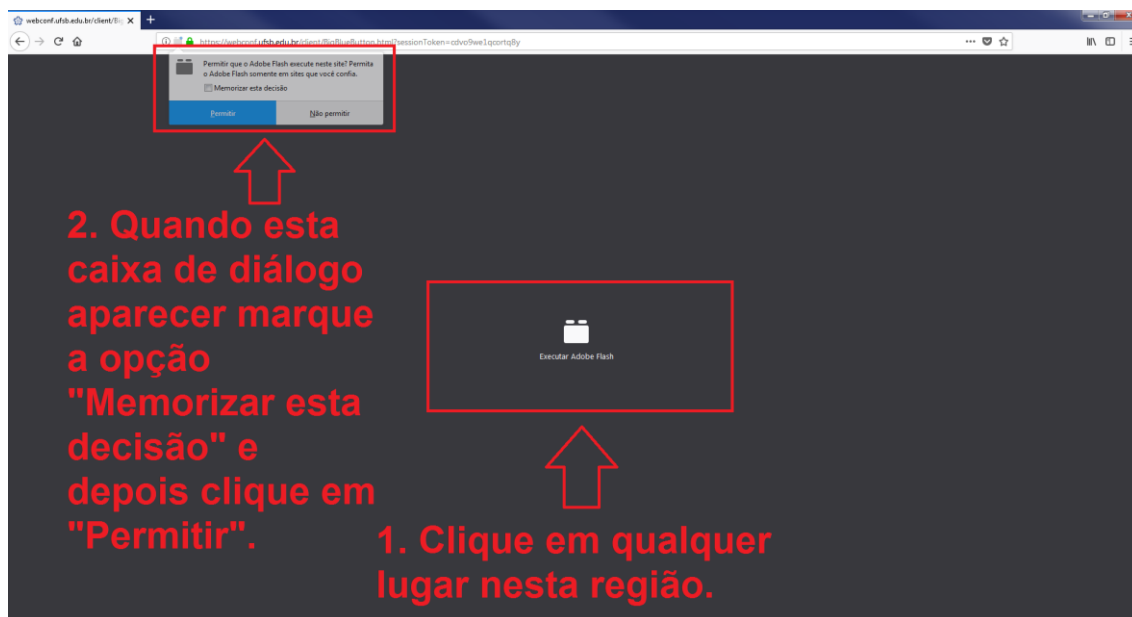 webconf.ufsb.edu.br/client/Big
https://webconf.ufsb.edu.br/client/BigBlueButton.html?sessionToken=cdvo9we1qcortq8y
Permitir que o Adobe Flash execute neste site? Permita
o Adobe Flash somente em sites que você confia.
Memorizar esta decisão
Permitir Não permitir
2. Quando esta
caixa de diálogo
aparecer marque
a opção
"Memorizar esta
decisão" e
depois clique em
"Permitir".
Executar Adobe Flash
1. Clique em qualquer
lugar nesta região.